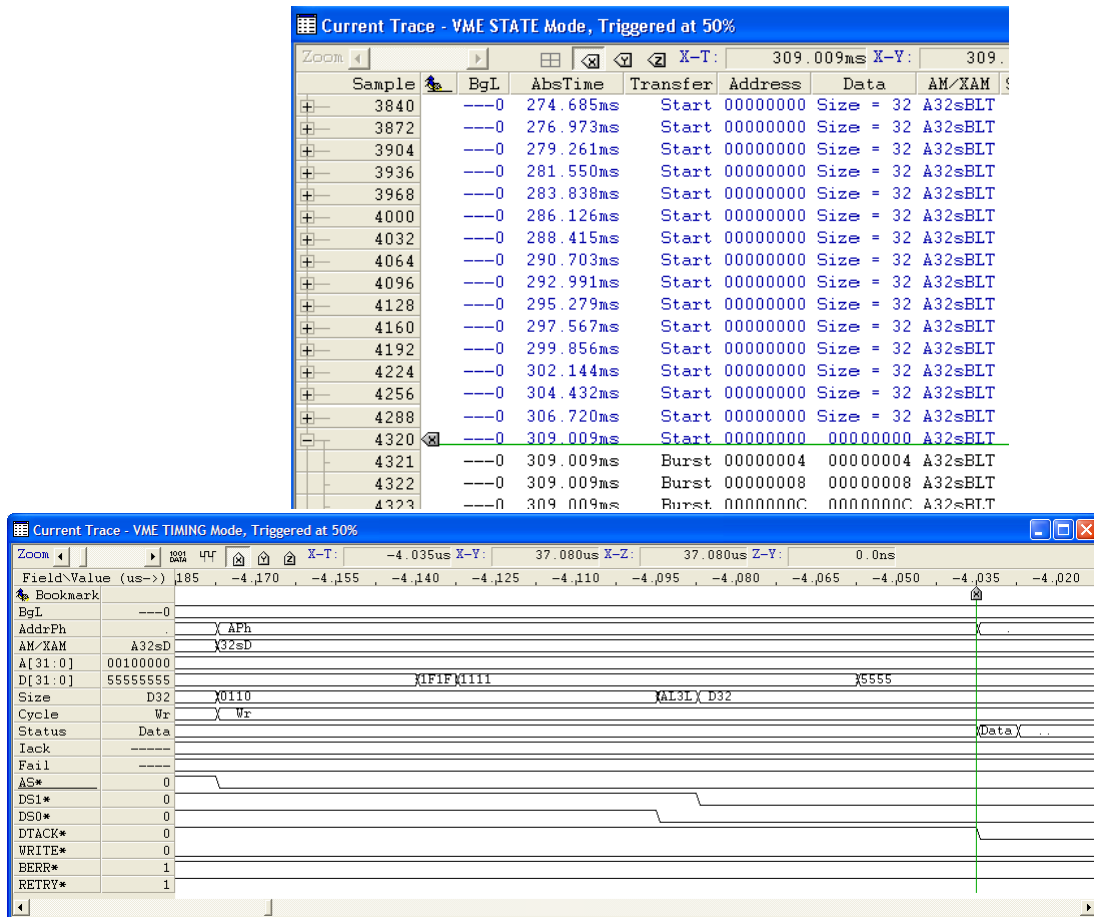 Current Trace - VME STATE Mode, Triggered at 50%
Zoom X X Y Z X-T: 309.009ms X-Y: 309.
Sample BgL AbsTime Transfer Address Data AM/XAM
3840 ---0 274.685ms Start 00000000 Size = 32 A32sBLT
3872 ---0 276.973ms Start 00000000 Size = 32 A32sBLT
3904 ---0 279.261ms Start 00000000 Size = 32 A32sBLT
3936 ---0 281.550ms Start 00000000 Size = 32 A32sBLT
3968 ---0 283.838ms Start 00000000 Size = 32 A32sBLT
4000 ---0 286.126ms Start 00000000 Size = 32 A32sBLT
4032 ---0 288.415ms Start 00000000 Size = 32 A32sBLT
4064 ---0 290.703ms Start 00000000 Size = 32 A32sBLT
4096 ---0 292.991ms Start 00000000 Size = 32 A32sBLT
4128 ---0 295.279ms Start 00000000 Size = 32 A32sBLT
4160 ---0 297.567ms Start 00000000 Size = 32 A32sBLT
4192 ---0 299.856ms Start 00000000 Size = 32 A32sBLT
4224 ---0 302.144ms Start 00000000 Size = 32 A32sBLT
4256 ---0 304.432ms Start 00000000 Size = 32 A32sBLT
4288 ---0 306.720ms Start 00000000 Size = 32 A32sBLT
4320 X ---0 309.009ms Start 00000000 00000000 A32sBLT
4321 ---0 309.009ms Burst 00000004 00000004 A32sBLT
4322 ---0 309.009ms Burst 00000008 00000008 A32sBLT
4323 ---0 309.009ms Burst 0000000C 0000000C A32sBLT
Current Trace - VME TIMING Mode, Triggered at 50%
Zoom 1001 DATA X Y Z X-T: -4.035us X-Y: 37.080us X-Z: 37.080us Z-Y: 0.0ns
Field\Value (us->) 185 -4.170 -4.155 -4.140 -4.125 -4.110 -4.095 -4.080 -4.065 -4.050 -4.035 -4.020
Bookmark X
BgL ---0
AddrPh . APh .
AM/XAM A32sD 32sD
A[31:0] 00100000
D[31:0] 55555555 1F1F 1111 5555
Size D32 0110 AL3L D32
Cycle Wr Wr
Status Data Data ..
Iack -----
Fail ----
AS* 0
DS1* 0
DS0* 0
DTACK* 0
WRITE* 0
BERR* 1
RETRY* 1